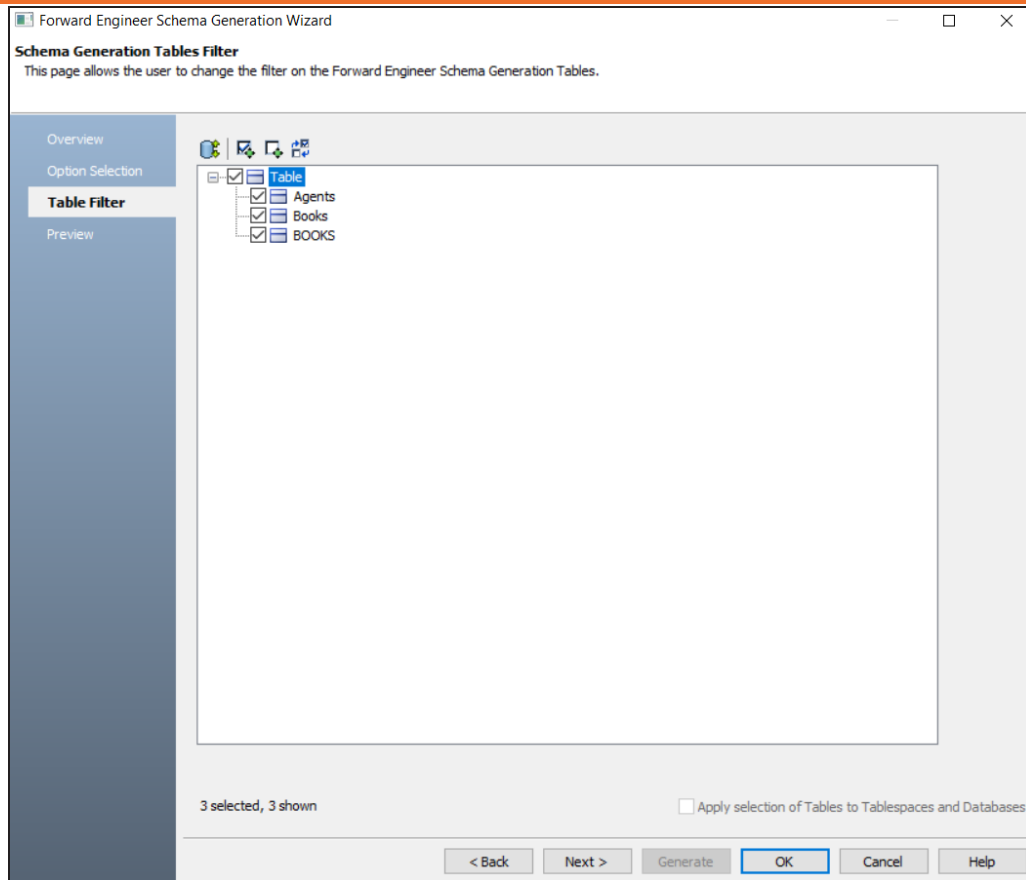 Forward Engineer Schema Generation Wizard
Schema Generation Tables Filter
This page allows the user to change the filter on the Forward Engineer Schema Generation Tables.
Overview
Option Selection
Table Filter
Preview
Table
Agents
Books
BOOKS
3 selected, 3 shown
Apply selection of Tables to Tablespaces and Databases
< Back Next > Generate OK Cancel Help